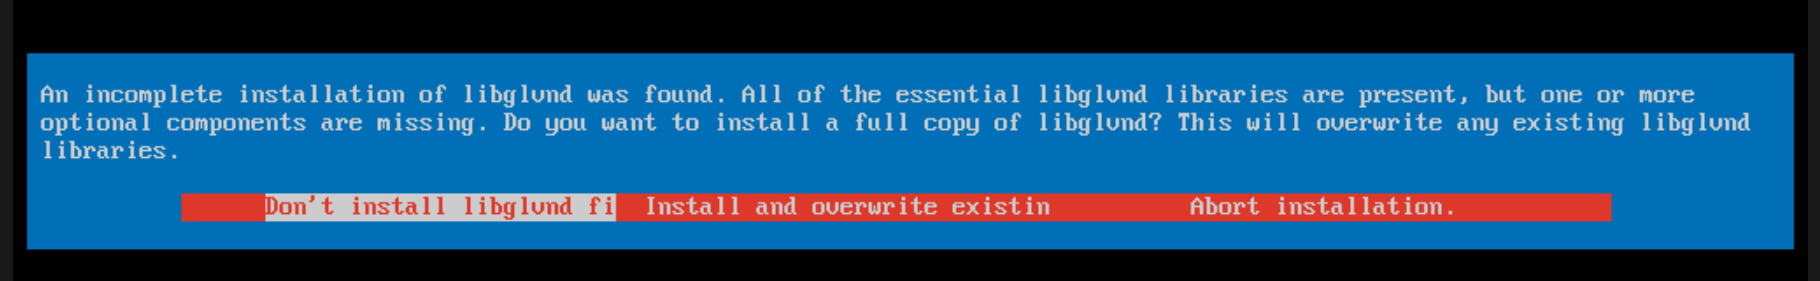 An incomplete installation of libglvnd was found. All of the essential libglvnd libraries are present, but one or more
optional components are missing. Do you want to install a full copy of libglvnd? This will overwrite any existing libglvnd
libraries.
Don't install libglvnd fi Install and overwrite existin Abort installation.